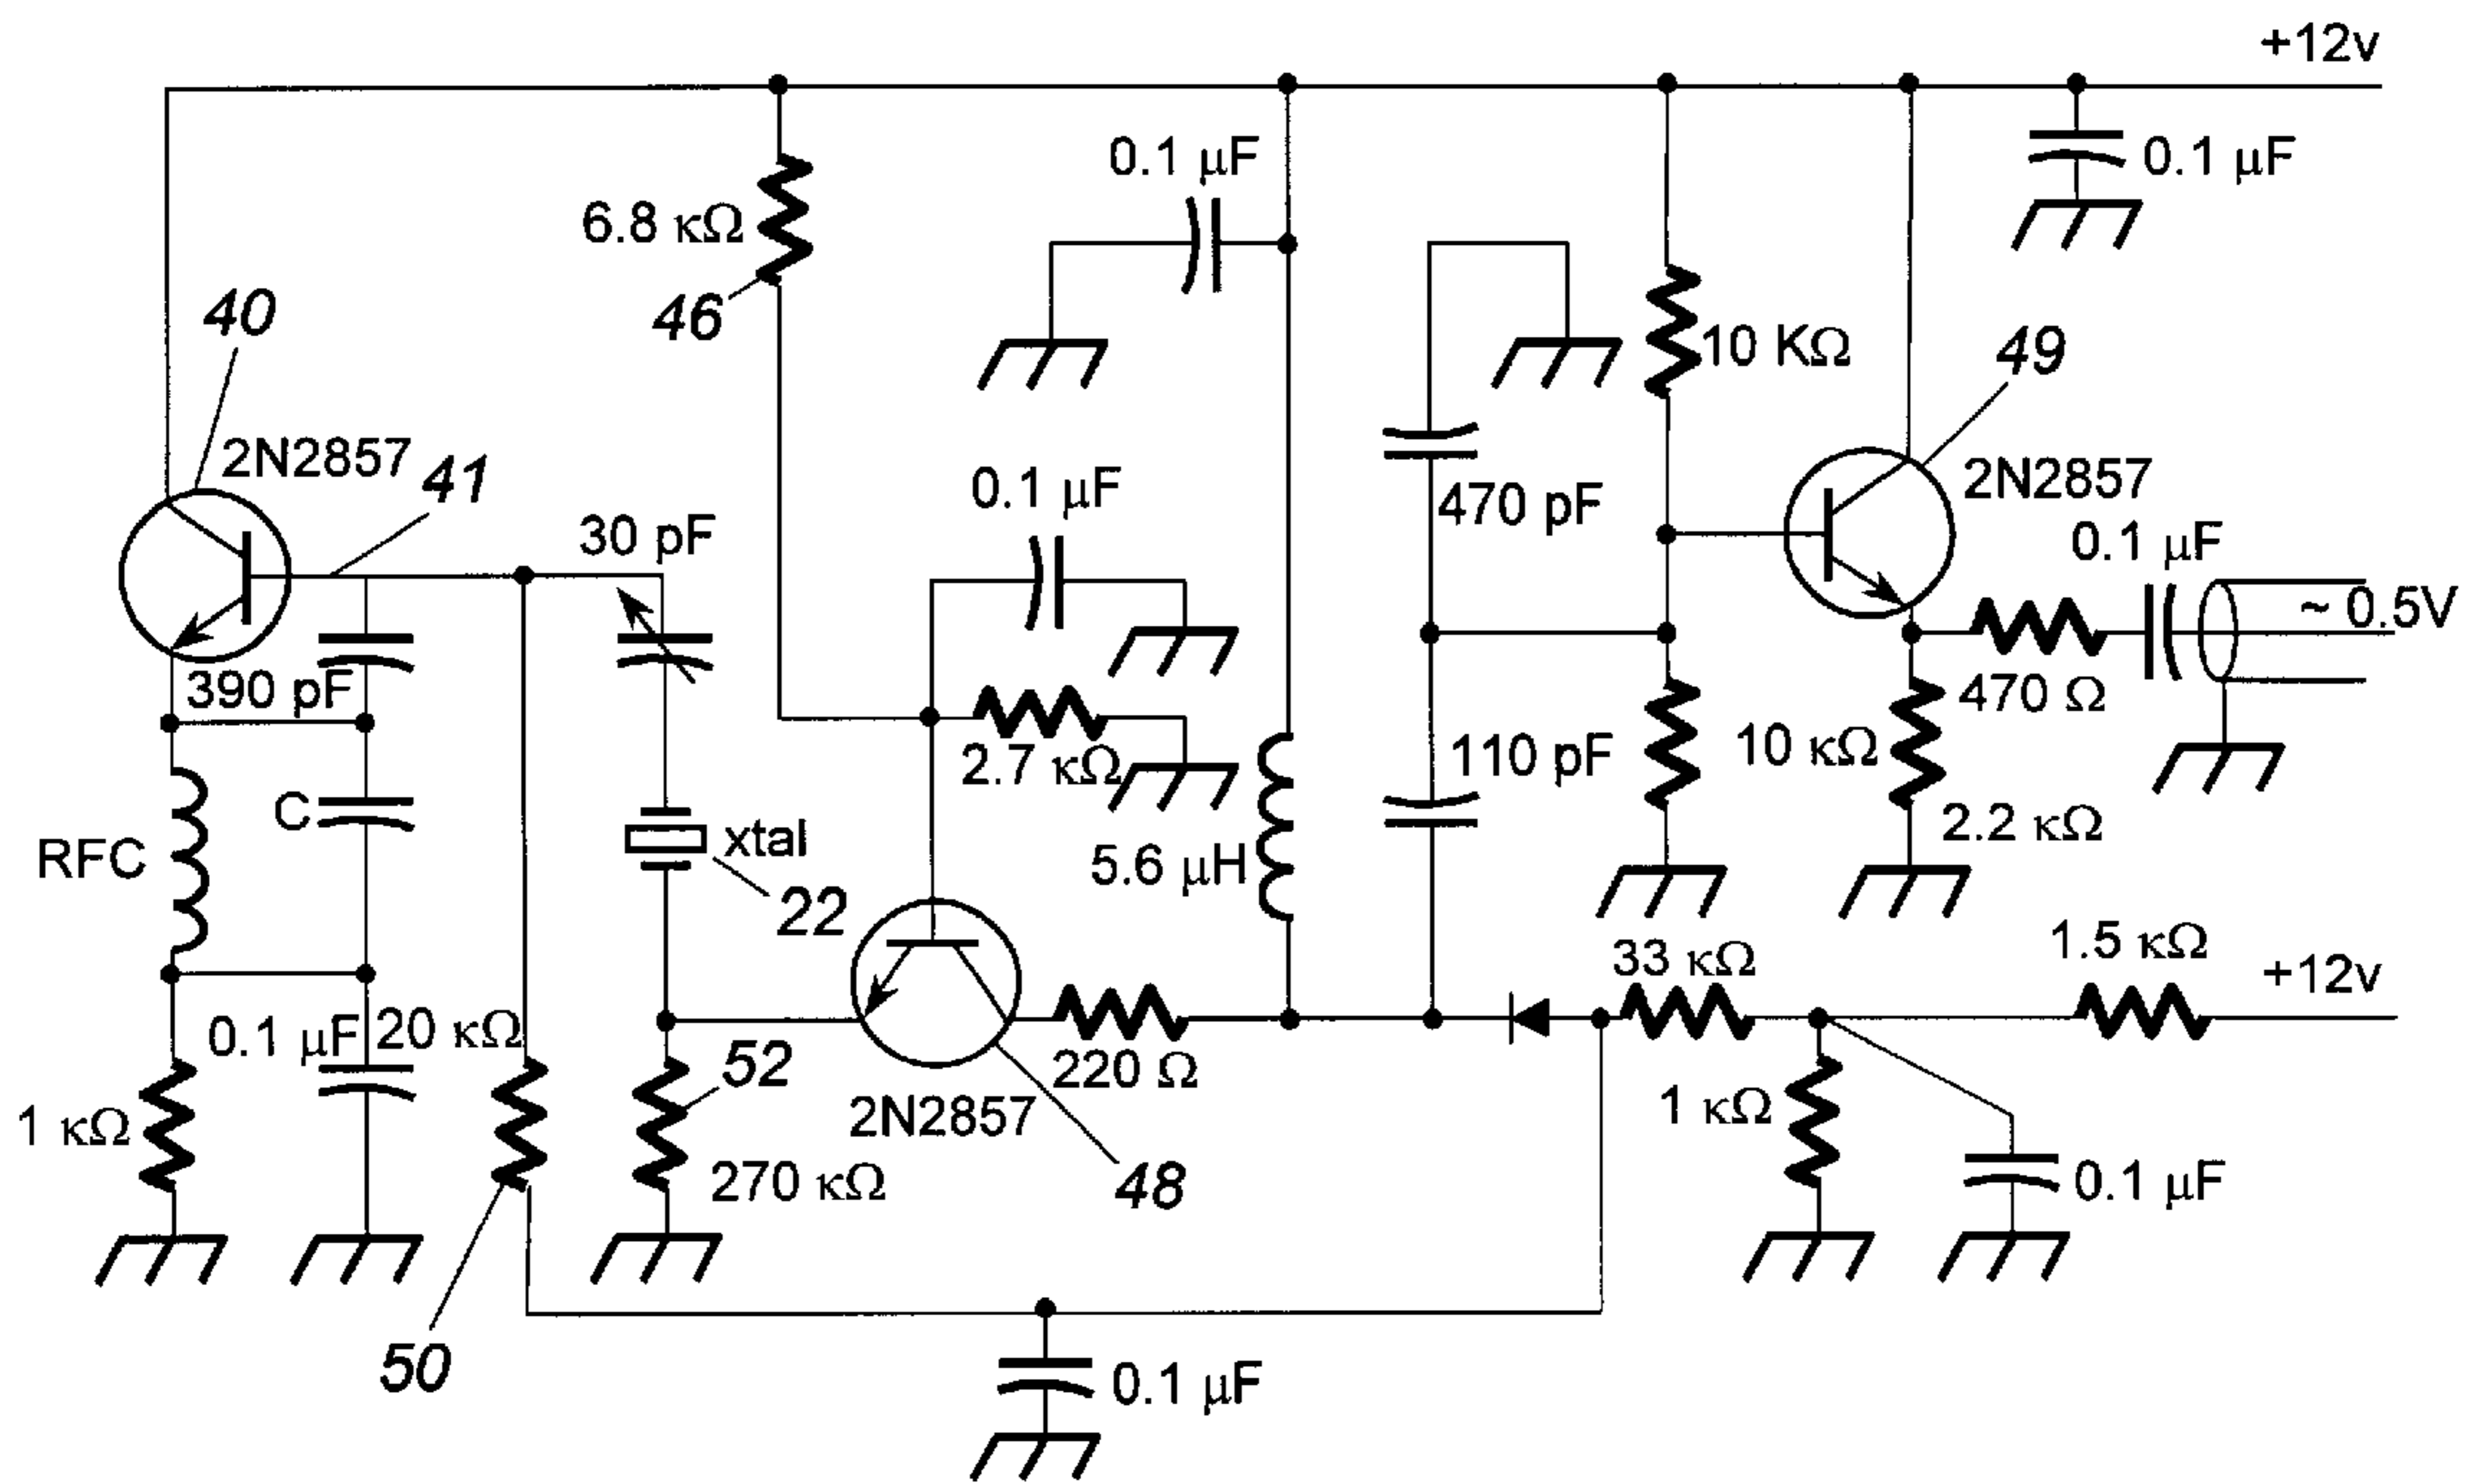 +12v
0.1 µF
0.1 µF
6.8 κΩ
46
40
10 KΩ
49
2N2857
41
2N2857
0.1 µF
470 pF
30 pF
0.1 µF
~ 0.5V
390 pF
470 Ω
2.7 κΩ
110 pF
10 κΩ
C
xtal
2.2 κΩ
RFC
5.6 µH
22
33 κΩ
1.5 κΩ
+12v
0.1 µF
20 κΩ
52
220 Ω
1 κΩ
2N2857
1 κΩ
270 κΩ
48
0.1 µF
50
0.1 µF